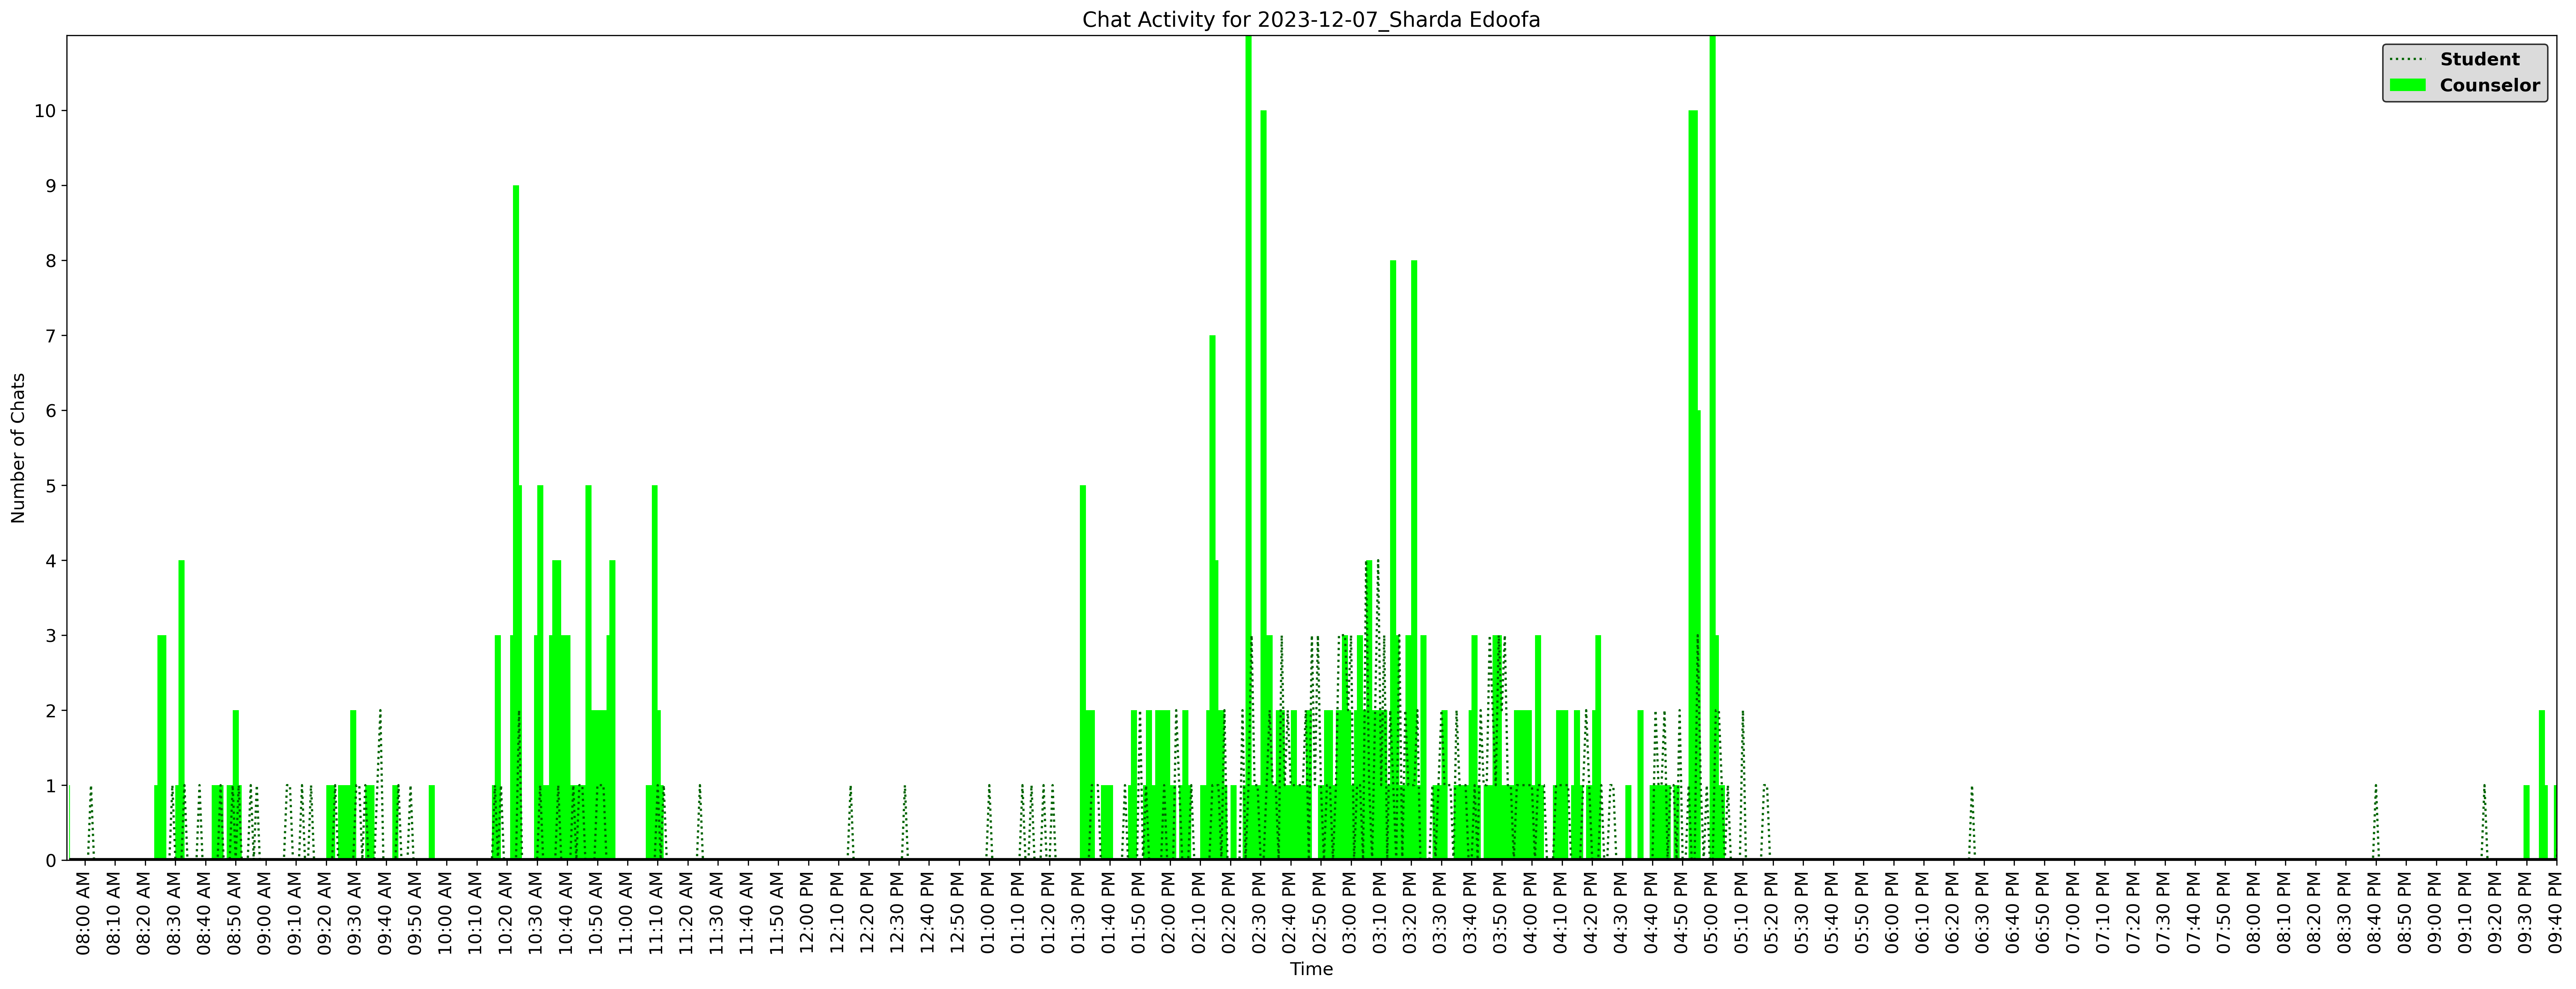 Chat Activity for 2023-12-07_Sharda Edoofa
Student
Counselor
Number of Chats
10
9
8
7
6
5
4
3
2
1
0
08:00 AM
08:10 AM
08:20 AM
08:30 AM
08:40 AM
08:50 AM
09:00 AM
09:10 AM
09:20 AM
09:30 AM
09:40 AM
09:50 AM
10:00 AM
10:10 AM
10:20 AM
10:30 AM
10:40 AM
10:50 AM
11:00 AM
11:10 AM
11:20 AM
11:30 AM
11:40 AM
11:50 AM
12:00 PM
12:10 PM
12:20 PM
12:30 PM
12:40 PM
12:50 PM
01:00 PM
01:10 PM
01:20 PM
01:30 PM
01:40 PM
01:50 PM
02:00 PM
02:10 PM
02:20 PM
02:30 PM
02:40 PM
02:50 PM
03:00 PM
03:10 PM
03:20 PM
03:30 PM
03:40 PM
03:50 PM
04:00 PM
04:10 PM
04:20 PM
04:30 PM
04:40 PM
04:50 PM
05:00 PM
05:10 PM
05:20 PM
05:30 PM
05:40 PM
05:50 PM
06:00 PM
06:10 PM
06:20 PM
06:30 PM
06:40 PM
06:50 PM
07:00 PM
07:10 PM
07:20 PM
07:30 PM
07:40 PM
07:50 PM
08:00 PM
08:10 PM
08:20 PM
08:30 PM
08:40 PM
08:50 PM
09:00 PM
09:10 PM
09:20 PM
09:30 PM
09:40 PM
Time